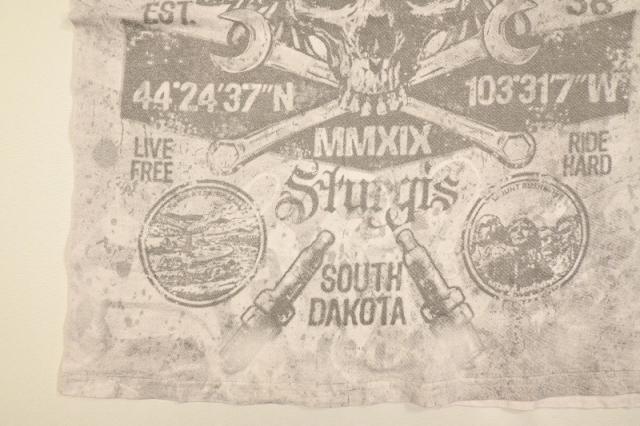 EST.
38
44°24'37"N
103°31'7"W
MMXIX
LIVE
FREE
RIDE
HARD
Sturgis
SOUTH
DAKOTA